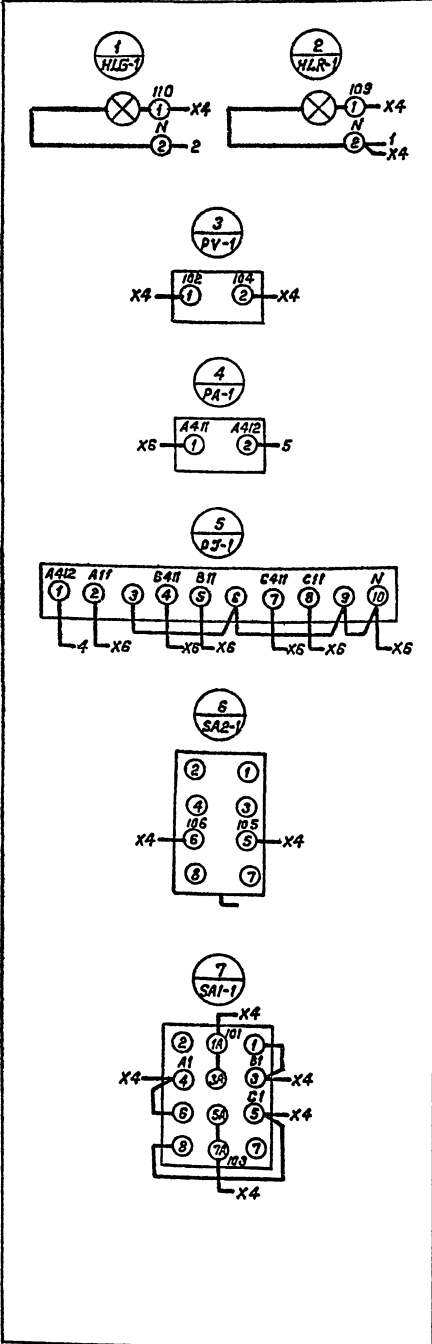 1
HLG-1
2
HLR-1
110
1
X4
N
2
2
109
1
X4
N
2
1
X4
3
PV-1
102
104
X4
1
2
X4
4
PA-1
A411
A412
X6
1
2
5
5
PJ-1
A412
A11
B411
B11
C411
C11
N
1
2
3
4
5
6
7
8
9
10
4
X6
X6
X6
X6
X6
X6
6
SA2-1
2
1
4
3
106
105
X4
6
5
X4
8
7
7
SA1-1
X4
101
2
1A
1
A1
B1
X4
4
3A
3
X4
C1
6
5A
5
X4
8
7A
7
103
X4